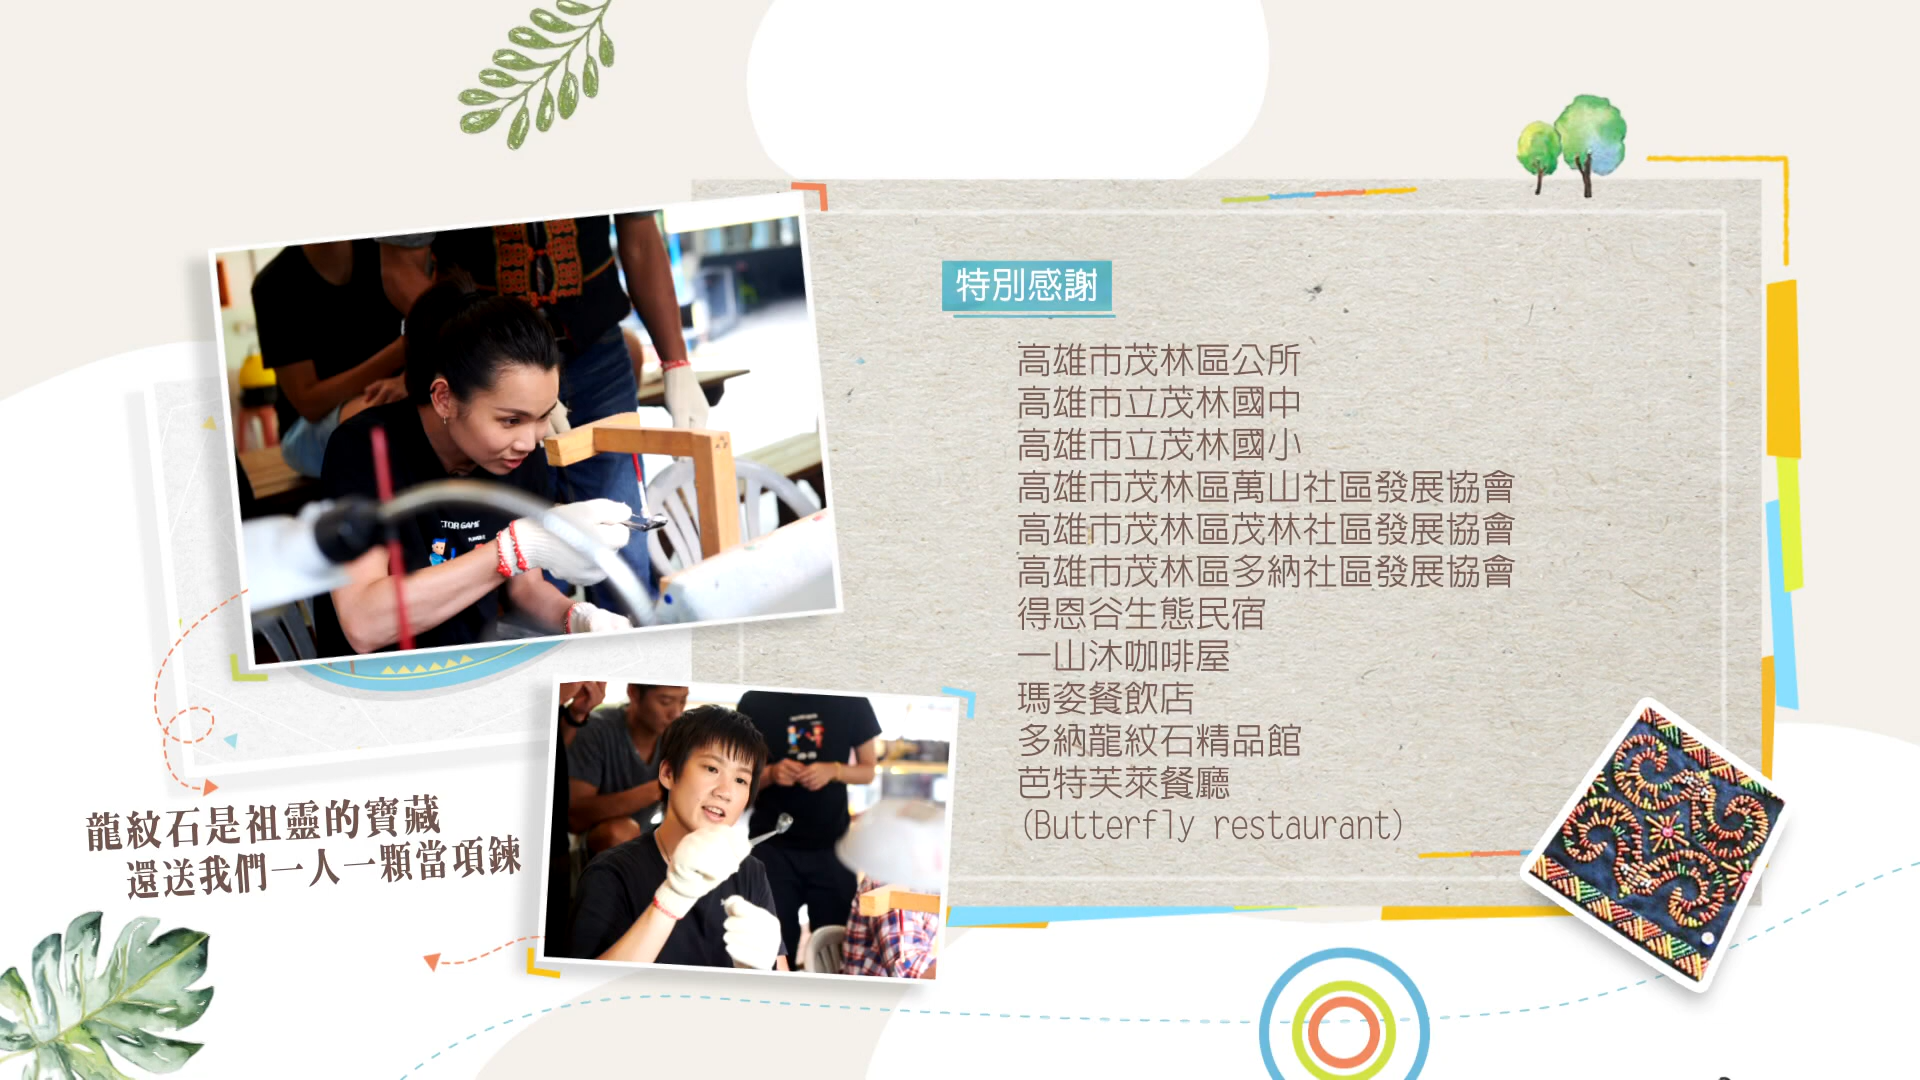 特別感謝
高雄市茂林區公所
高雄市立茂林國中
高雄市立茂林國小
高雄市茂林區萬山社區發展協會
高雄市茂林區茂林社區發展協會
高雄市茂林區多納社區發展協會
得恩谷生態民宿
一山沐咖啡屋
瑪姿餐飲店
多納龍紋石精品館
芭特芙萊餐廳
(Butterfly restaurant)
龍紋石是祖靈的寶藏
還送我們一人一顆當項鍊